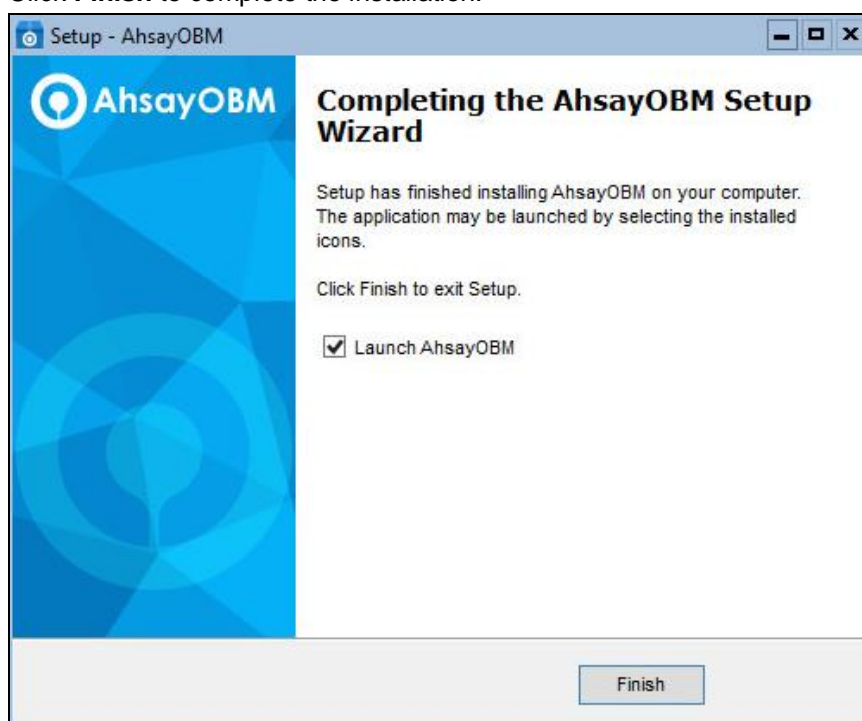 Click Finish to complete the installation.
Setup - AhsayOBM
AhsayOBM
Completing the AhsayOBM Setup
Wizard
Setup has finished installing AhsayOBM on your computer.
The application may be launched by selecting the installed
icons.
Click Finish to exit Setup.
Launch AhsayOBM
Finish